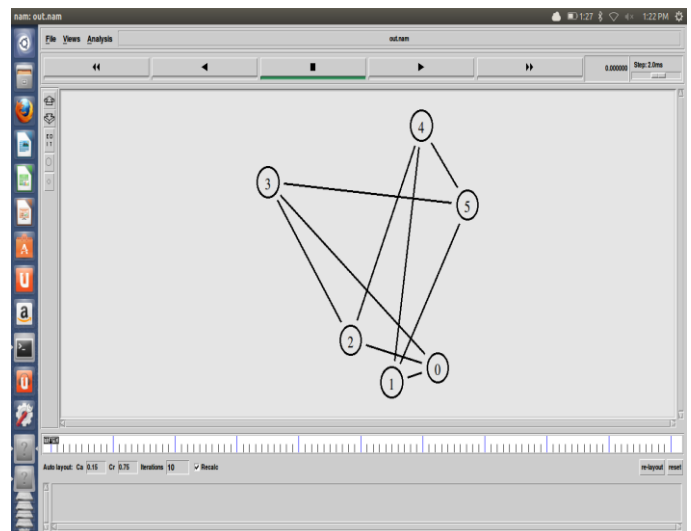 nam: out.nam
1:27 1:22 PM
File Views Analysis out.nam
0.000000 Step: 2.0ms
ED
IT
4
3
5
2
0
1
Auto layout: Ca 0.15 Cr 0.75 Iterations 10 Recalc re-layout reset